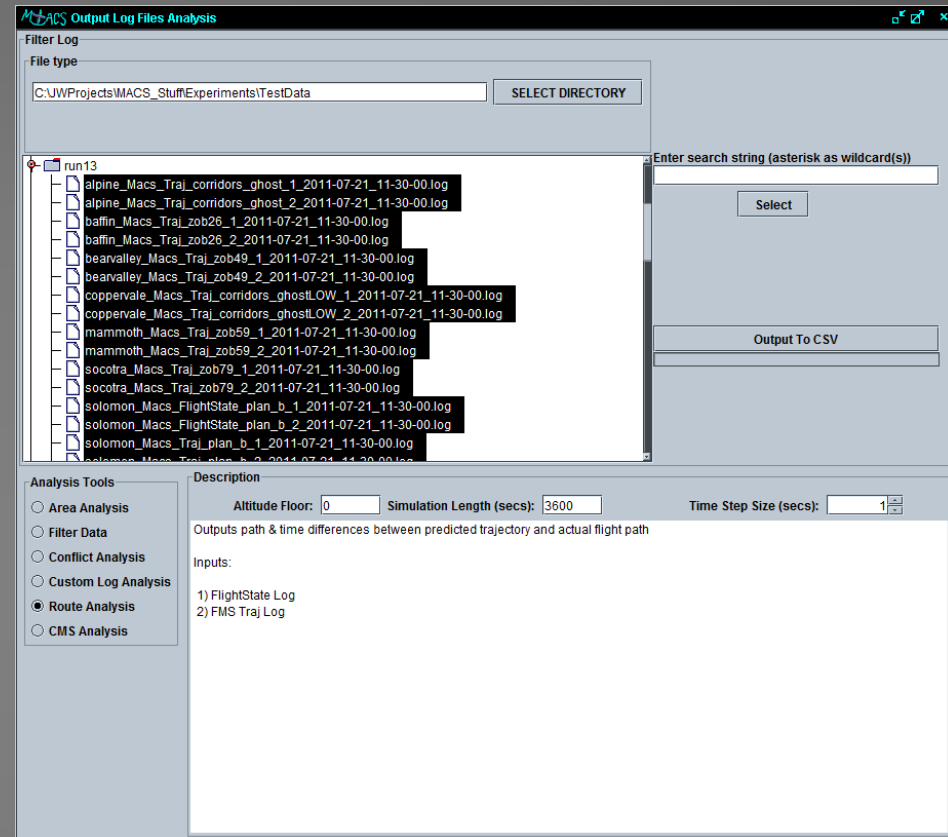 MACS Output Log Files Analysis
Filter Log
File type
C:\JWProjects\MACS_Stuff\Experiments\TestData
SELECT DIRECTORY
run13
alpine_Macs_Traj_corridors_ghost_1_2011-07-21_11-30-00.log
alpine_Macs_Traj_corridors_ghost_2_2011-07-21_11-30-00.log
baffin_Macs_Traj_zob26_1_2011-07-21_11-30-00.log
baffin_Macs_Traj_zob26_2_2011-07-21_11-30-00.log
bearvalley_Macs_Traj_zob49_1_2011-07-21_11-30-00.log
bearvalley_Macs_Traj_zob49_2_2011-07-21_11-30-00.log
coppervale_Macs_Traj_corridors_ghostLOW_1_2011-07-21_11-30-00.log
coppervale_Macs_Traj_corridors_ghostLOW_2_2011-07-21_11-30-00.log
mammoth_Macs_Traj_zob59_1_2011-07-21_11-30-00.log
mammoth_Macs_Traj_zob59_2_2011-07-21_11-30-00.log
socotra_Macs_Traj_zob79_1_2011-07-21_11-30-00.log
socotra_Macs_Traj_zob79_2_2011-07-21_11-30-00.log
solomon_Macs_FlightState_plan_b_1_2011-07-21_11-30-00.log
solomon_Macs_FlightState_plan_b_2_2011-07-21_11-30-00.log
solomon_Macs_Traj_plan_b_1_2011-07-21_11-30-00.log
solomon_Macs_Traj_plan_b_2_2011-07-21_11-30-00.log
Enter search string (asterisk as wildcard(s))
Select
Output To CSV
Analysis Tools
Area Analysis
Filter Data
Conflict Analysis
Custom Log Analysis
Route Analysis
CMS Analysis
Description
Altitude Floor: 0 Simulation Length (secs): 3600 Time Step Size (secs): 1
Outputs path & time differences between predicted trajectory and actual flight path
Inputs:
1) FlightState Log
2) FMS Traj Log